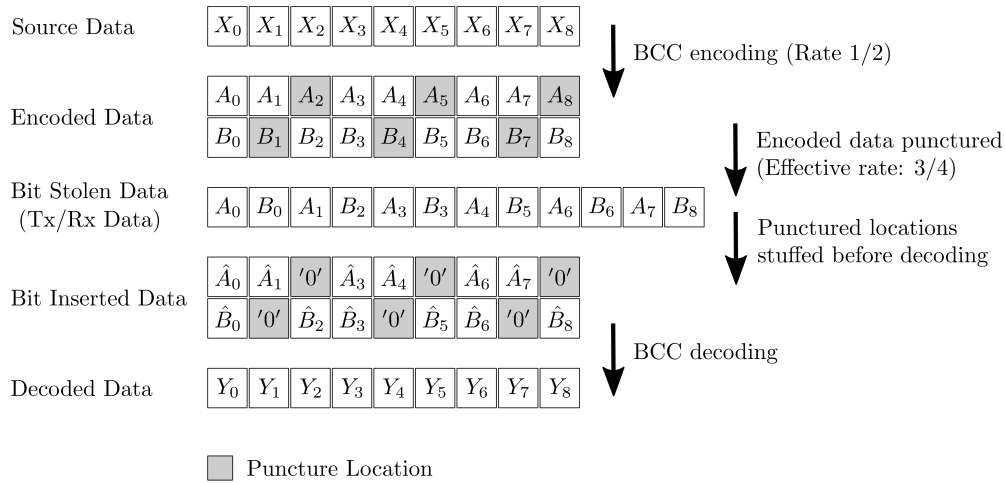 Source Data X₀ X₁ X₂ X₃ X₄ X₅ X₆ X₇ X₈
BCC encoding (Rate 1/2)
Encoded Data
A₀ A₁ A₂ A₃ A₄ A₅ A₆ A₇ A₈
B₀ B₁ B₂ B₃ B₄ B₅ B₆ B₇ B₈
Encoded data punctured
(Effective rate: 3/4)
Bit Stolen Data
(Tx/Rx Data)
A₀ B₀ A₁ B₂ A₃ B₃ A₄ B₅ A₆ B₆ A₇ B₈
Punctured locations
stuffed before decoding
Bit Inserted Data
Â₀ Â₁ '0' Â₃ Â₄ '0' Â₆ Â₇ '0'
B̂₀ '0' B̂₂ B̂₃ '0' B̂₅ B̂₆ '0' B̂₈
BCC decoding
Decoded Data Y₀ Y₁ Y₂ Y₃ Y₄ Y₅ Y₆ Y₇ Y₈
Puncture Location